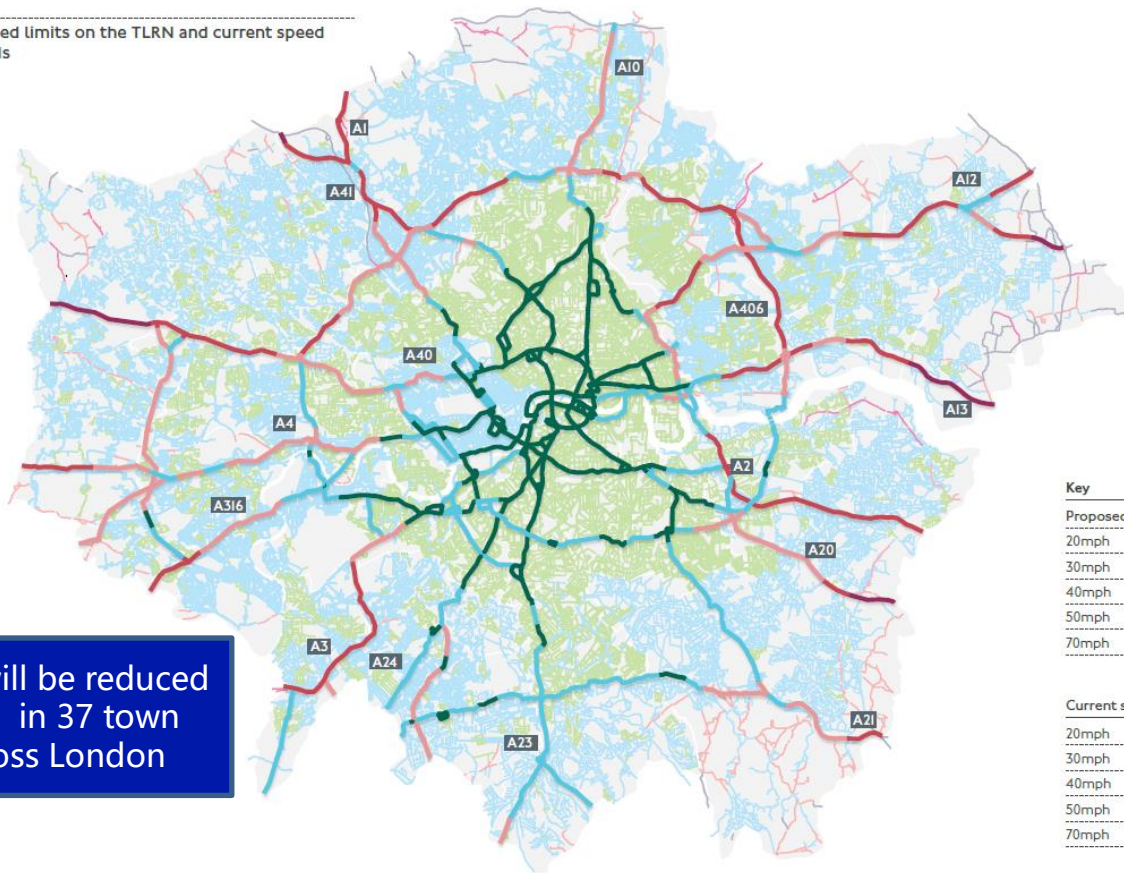 ed limits on the TLRN and current speed
ls
A10
A1
A41
A12
A406
A40
A13
A4
A2
A316
A20
A3
A24
A21
A23
ill be reduced
in 37 town
oss London
Key
Proposed
20mph
30mph
40mph
50mph
70mph
Current s
20mph
30mph
40mph
50mph
70mph